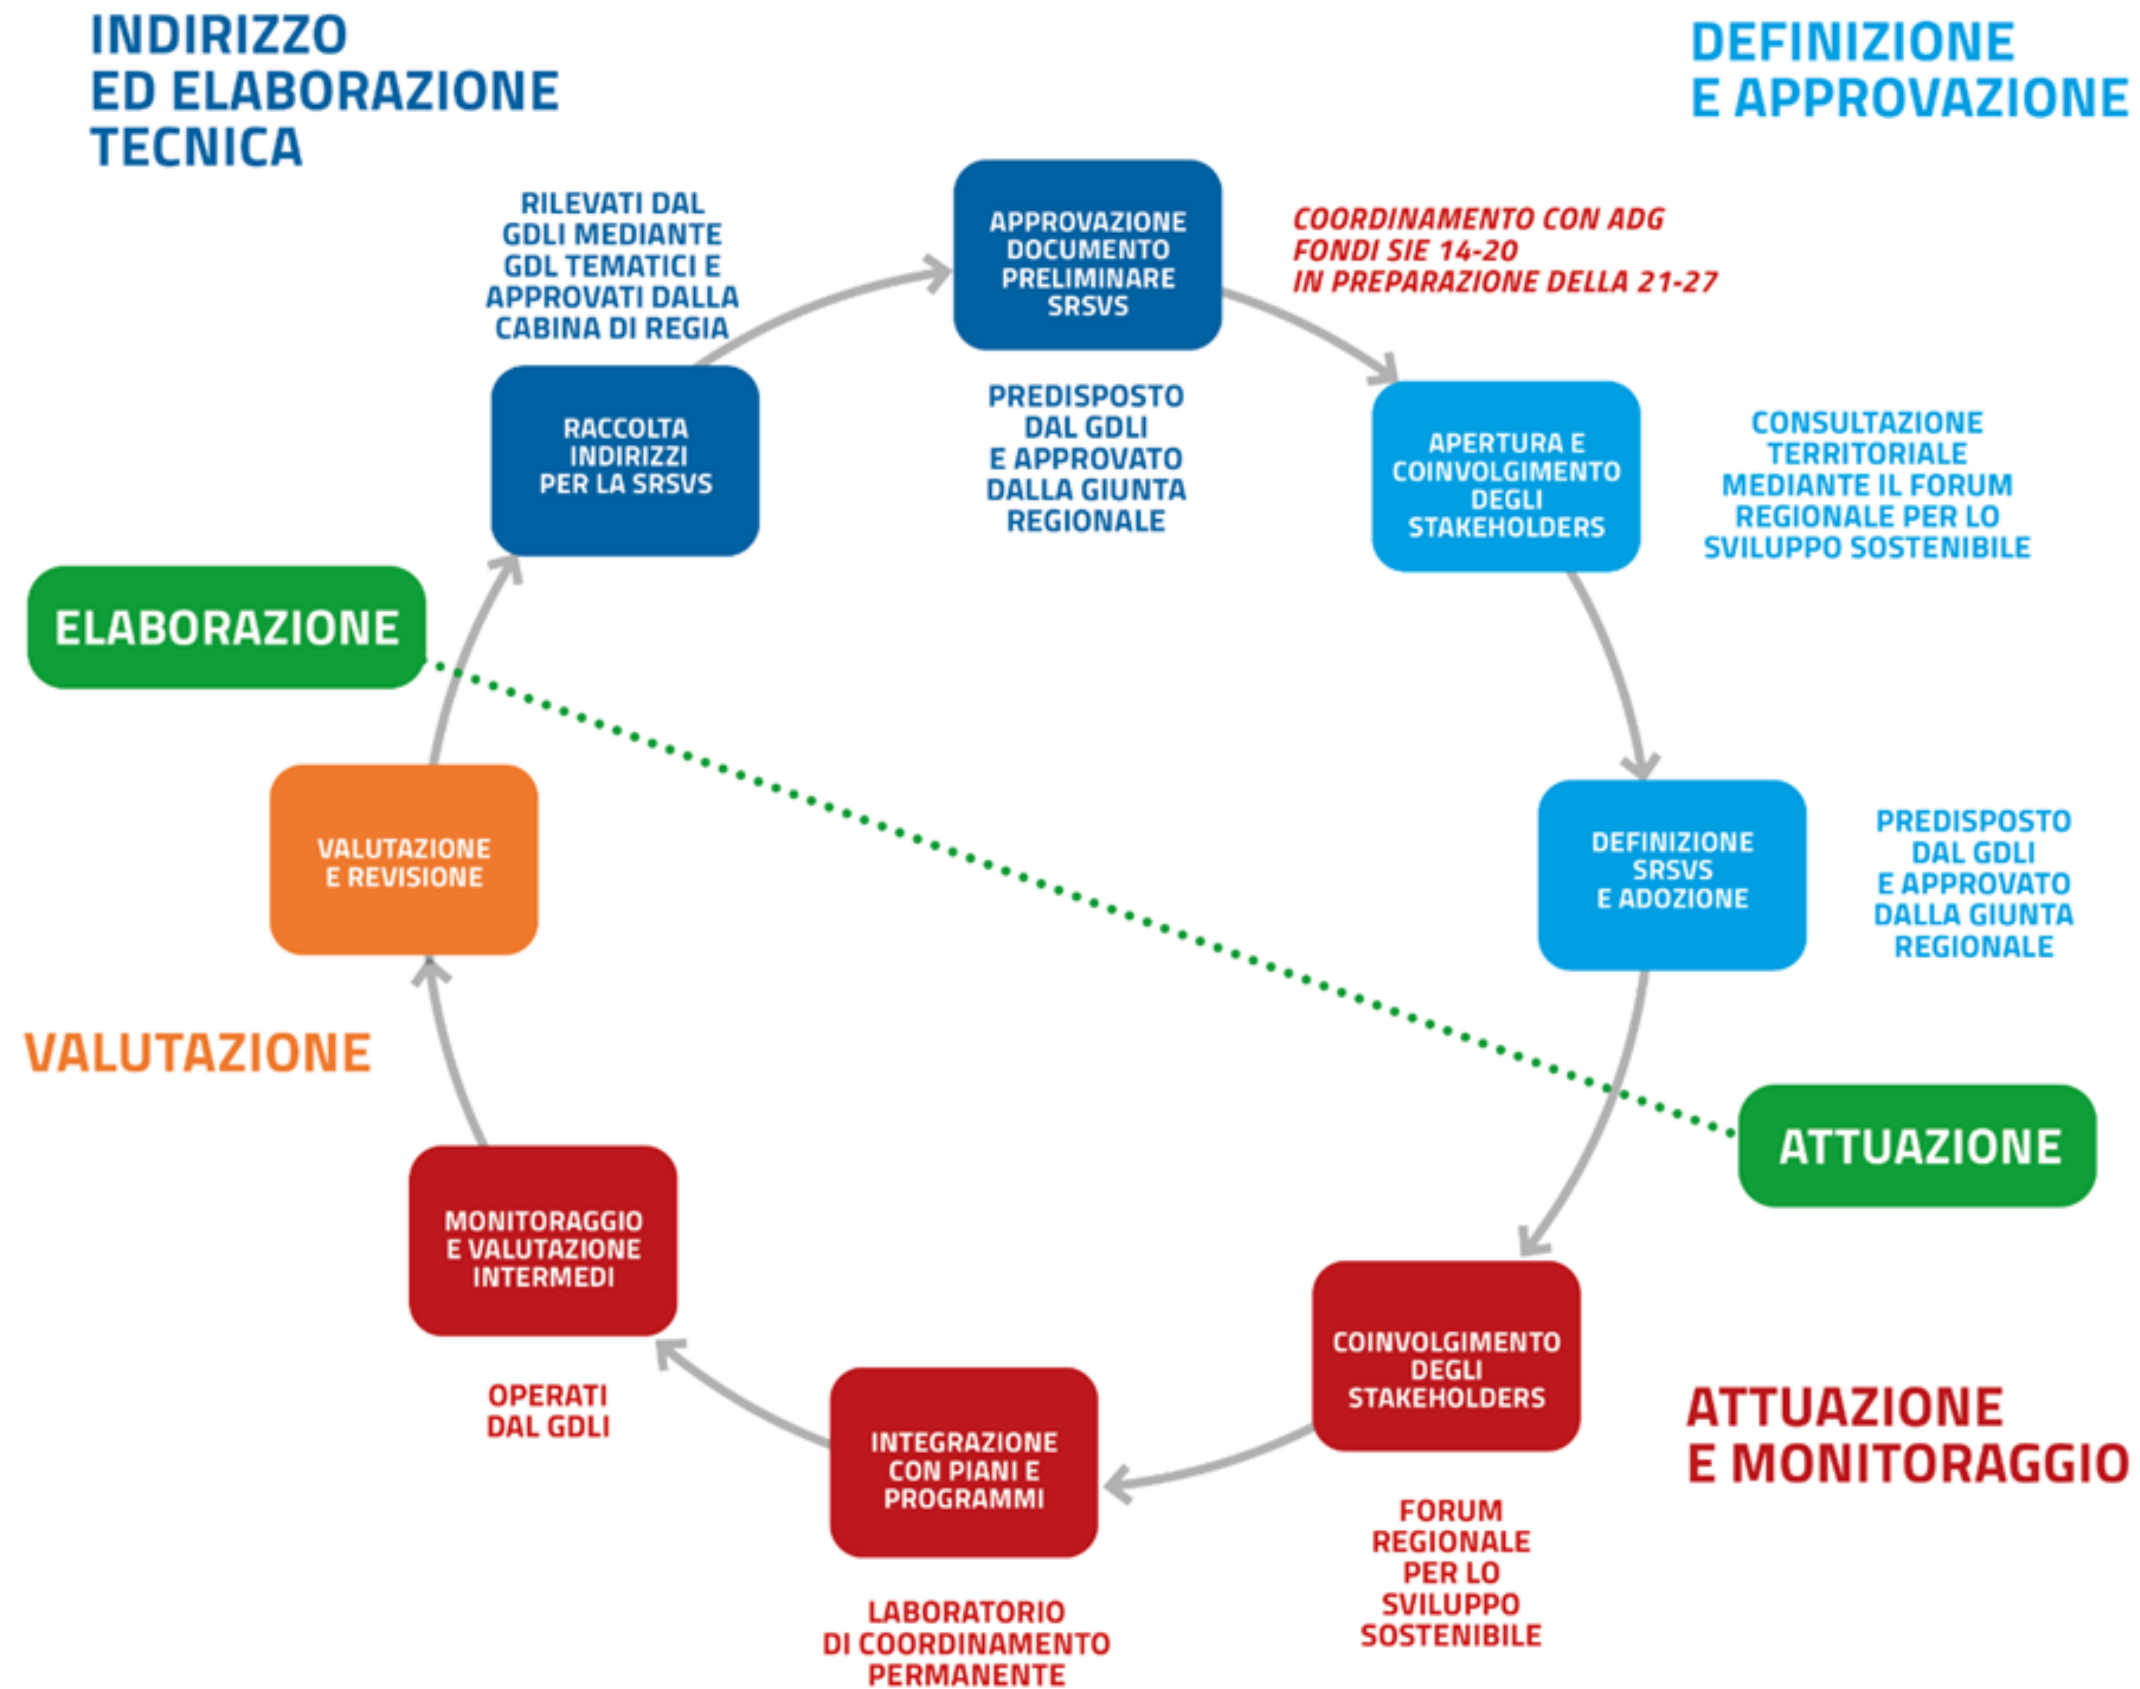 INDIRIZZO
ED ELABORAZIONE
TECNICA
DEFINIZIONE
E APPROVAZIONE
RILEVATI DAL
GDLI MEDIANTE
GDL TEMATICI E
APPROVATI DALLA
CABINA DI REGIA
APPROVAZIONE
DOCUMENTO
PRELIMINARE
SRSVS
COORDINAMENTO CON ADG
FONDI SIE 14-20
IN PREPARAZIONE DELLA 21-27
RACCOLTA
INDIRIZZI
PER LA SRSVS
PREDISPOSTO
DAL GDLI
E APPROVATO
DALLA GIUNTA
REGIONALE
APERTURA E
COINVOLGIMENTO
DEGLI
STAKEHOLDERS
CONSULTAZIONE
TERRITORIALE
MEDIANTE IL FORUM
REGIONALE PER LO
SVILUPPO SOSTENIBILE
ELABORAZIONE
VALUTAZIONE
E REVISIONE
DEFINIZIONE
SRSVS
E ADOZIONE
PREDISPOSTO
DAL GDLI
E APPROVATO
DALLA GIUNTA
REGIONALE
VALUTAZIONE
ATTUAZIONE
MONITORAGGIO
E VALUTAZIONE
INTERMEDI
OPERATI
DAL GDLI
COINVOLGIMENTO
DEGLI
STAKEHOLDERS
ATTUAZIONE
E MONITORAGGIO
INTEGRAZIONE
CON PIANI E
PROGRAMMI
FORUM
REGIONALE
PER LO
SVILUPPO
SOSTENIBILE
LABORATORIO
DI COORDINAMENTO
PERMANENTE